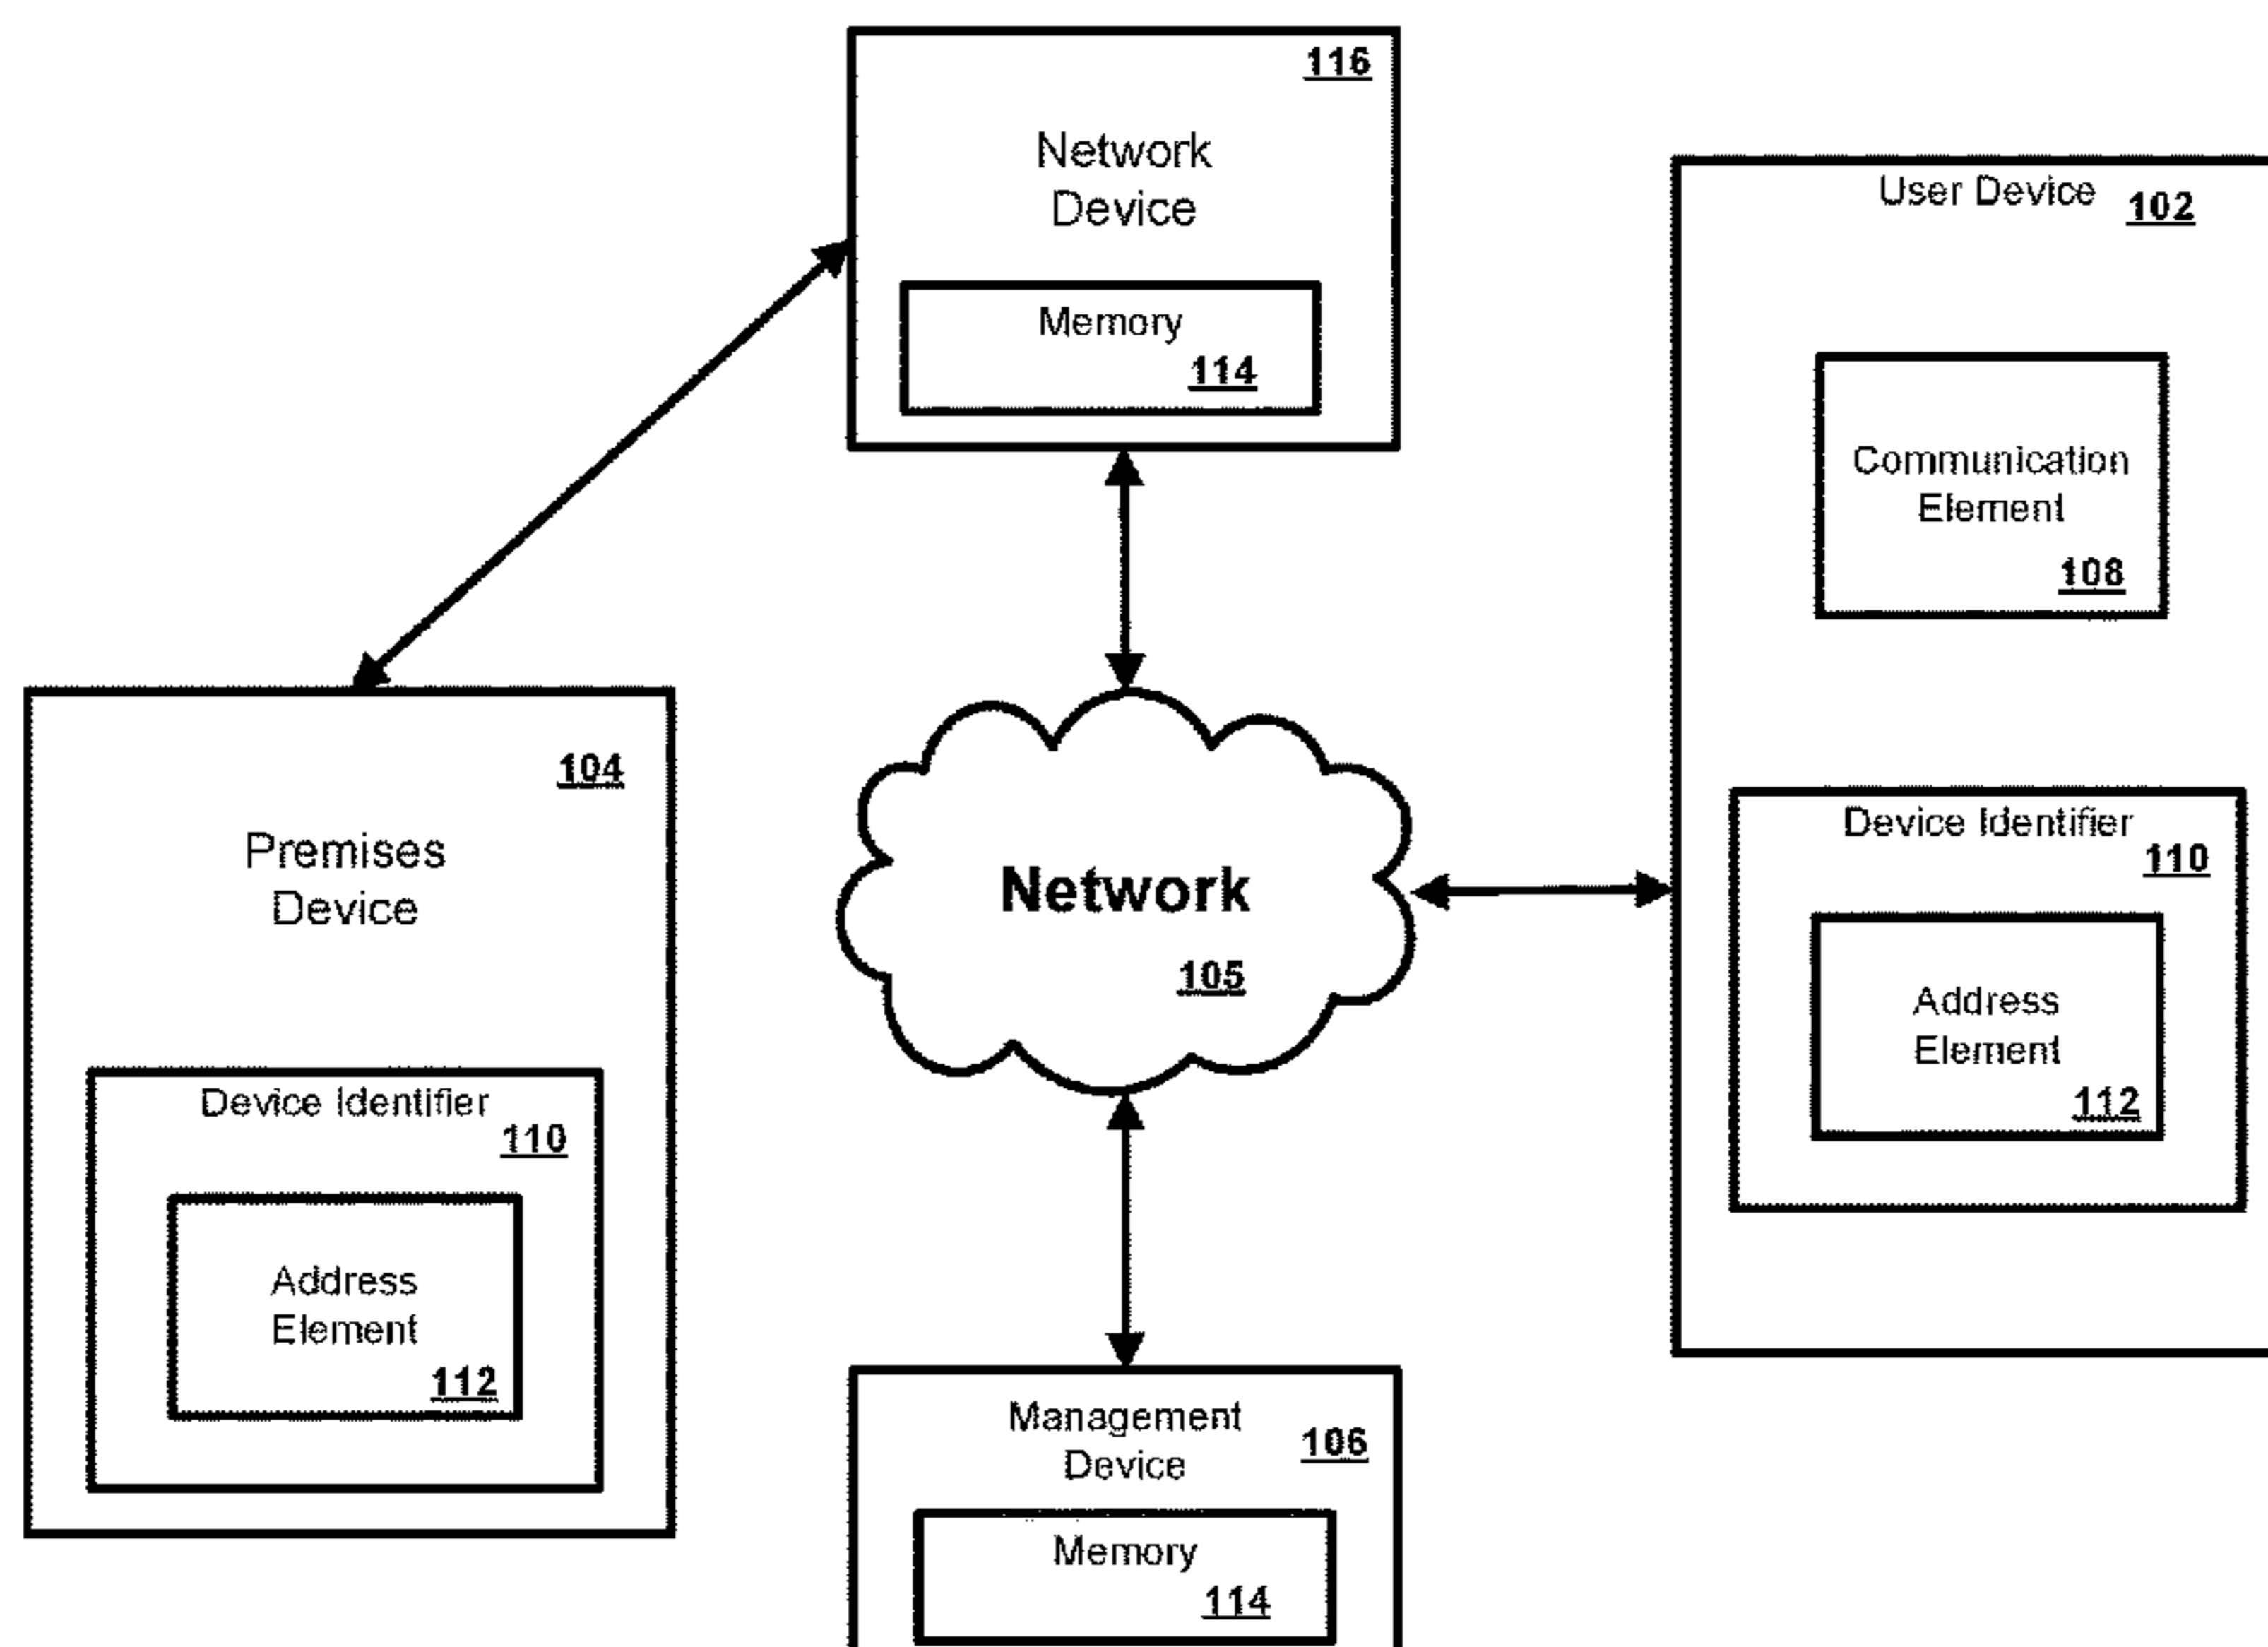 116
Network
Device
Memory
114
User Device
102
Communication
Element
108
104
Premises
Device
Device Identifier
110
Address
Element
112
Network
105
Device Identifier
110
Address
Element
112
Management
Device
106
Memory
114